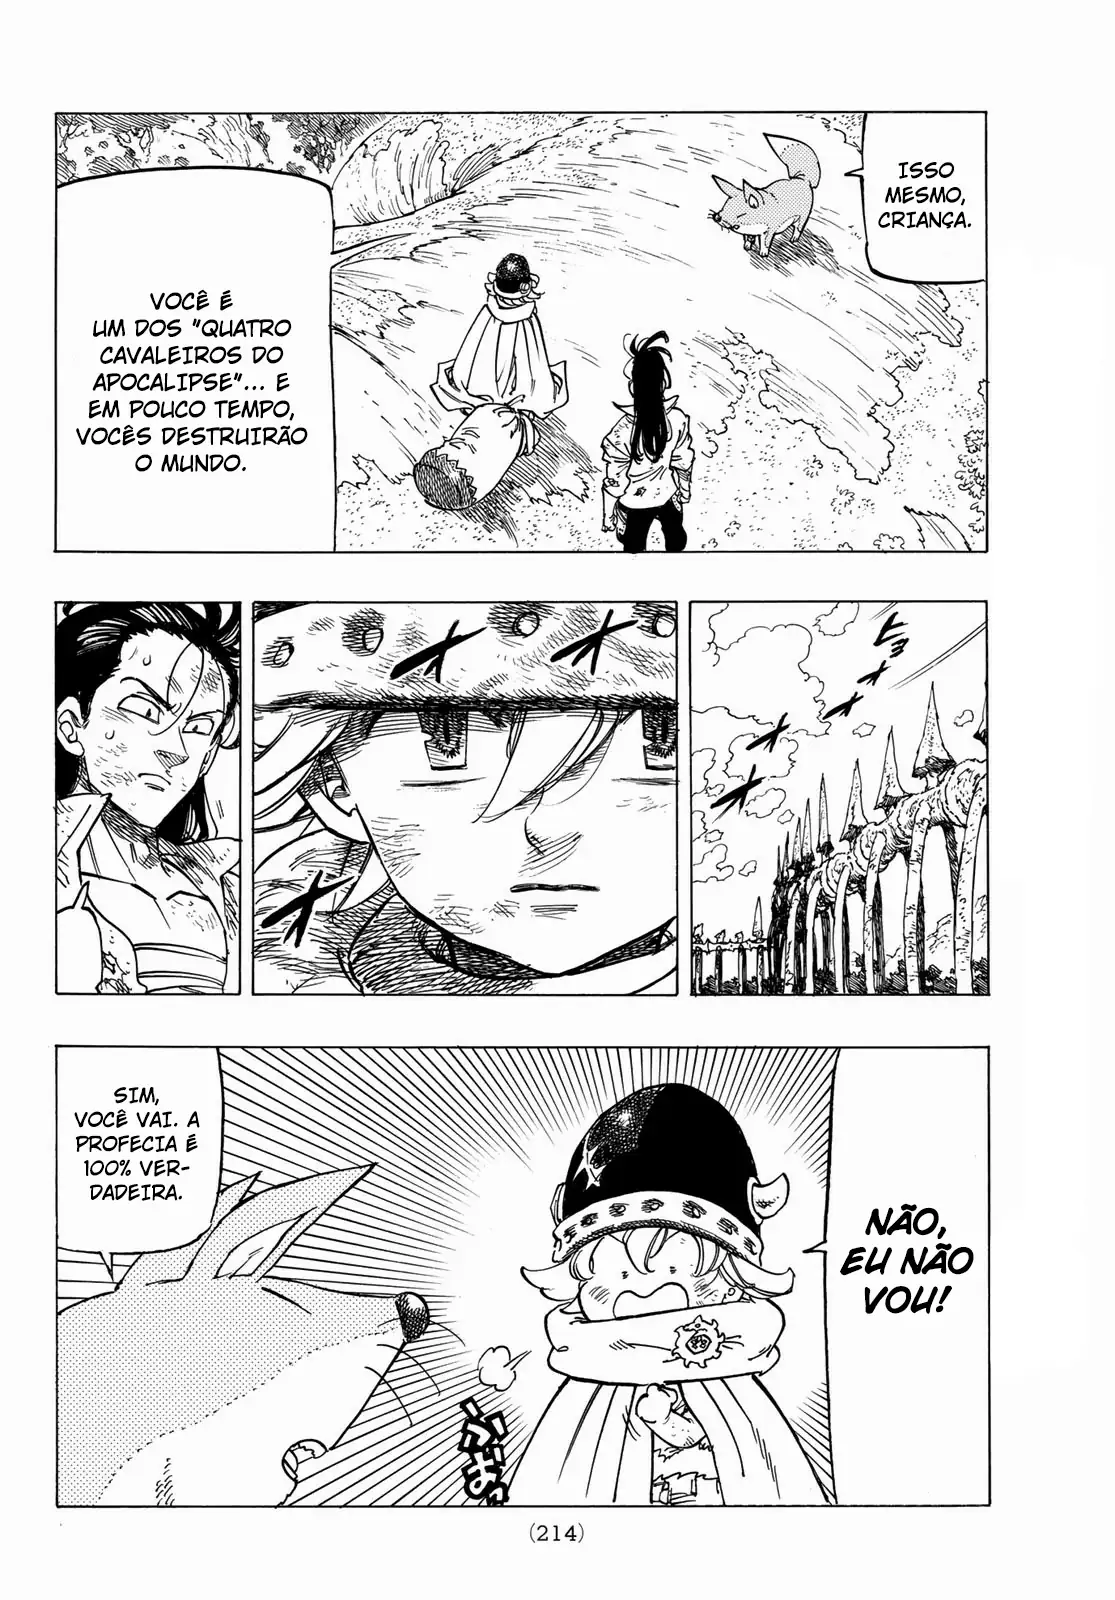 ISSO
MESMO,
CRIANÇA.
VOCÊ É
UM DOS "QUATRO
CAVALEIROS DO
APOCALIPSE"... E
EM POUCO TEMPO,
VOCÊS DESTRUIRÃO
O MUNDO.
NÃO,
EU NÃO
VOU!
SIM,
VOCÊ VAI. A
PROFECIA É
100% VER-
DADEIRA.
(214)